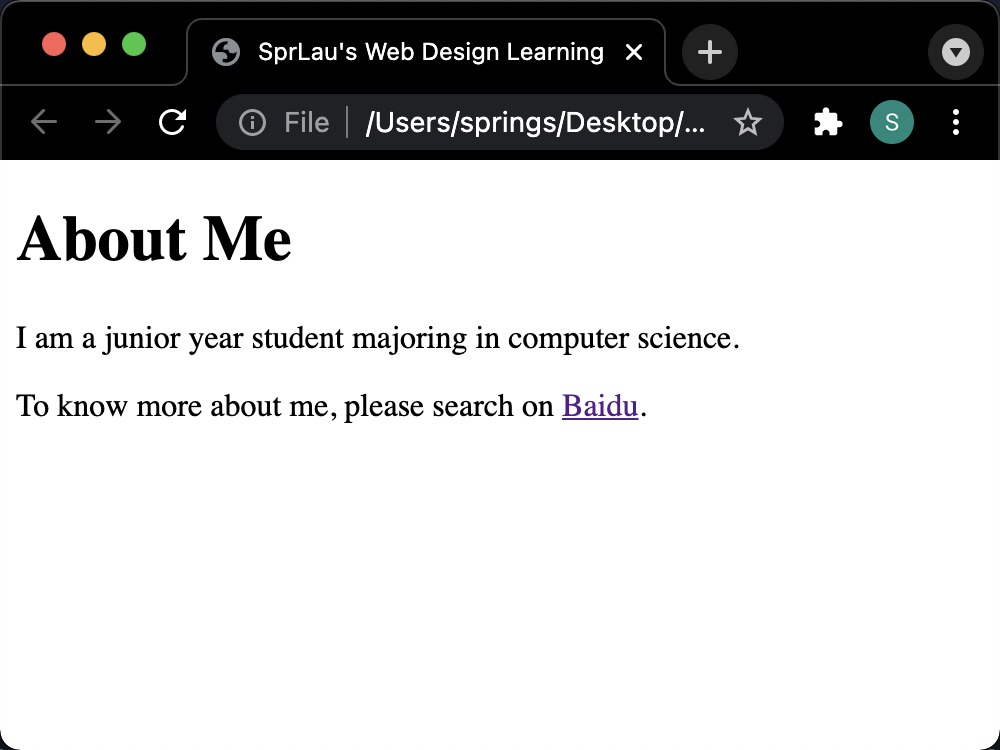 SprLau's Web Design Learning
File
/Users/springs/Desktop/...
S
About Me
I am a junior year student majoring in computer science.
To know more about me, please search on Baidu.